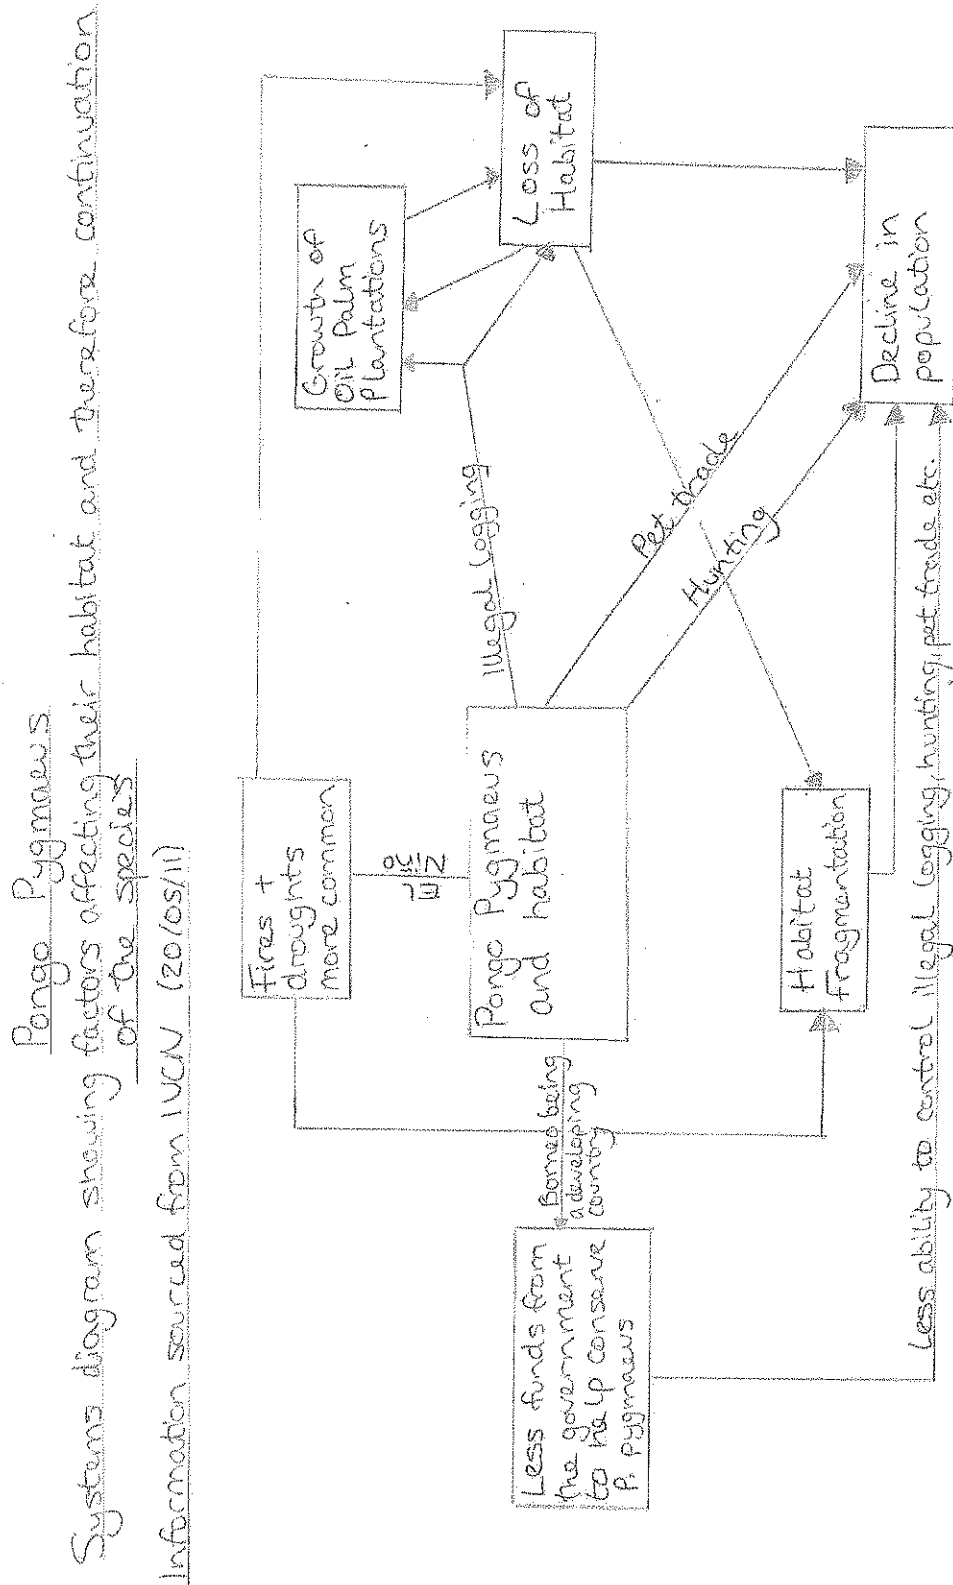 Pongo Pygmaeus
Systems diagram showing factors affecting their habitat and therefore continuation
of the species
Information sourced from IUCN (20/05/11)
Fires +
droughts
more common
El
Niño
Growth of
Oil Palm
Plantations
Loss of
Habitat
Illegal Logging
Pongo Pygmaeus
and habitat
Pet trade
Hunting
Borneo being
a developing
country
Less funds from
the government
to help conserve
P. pygmaeus
Habitat
Fragmentation
Decline in
population
Less ability to control illegal logging, hunting, pet trade etc.